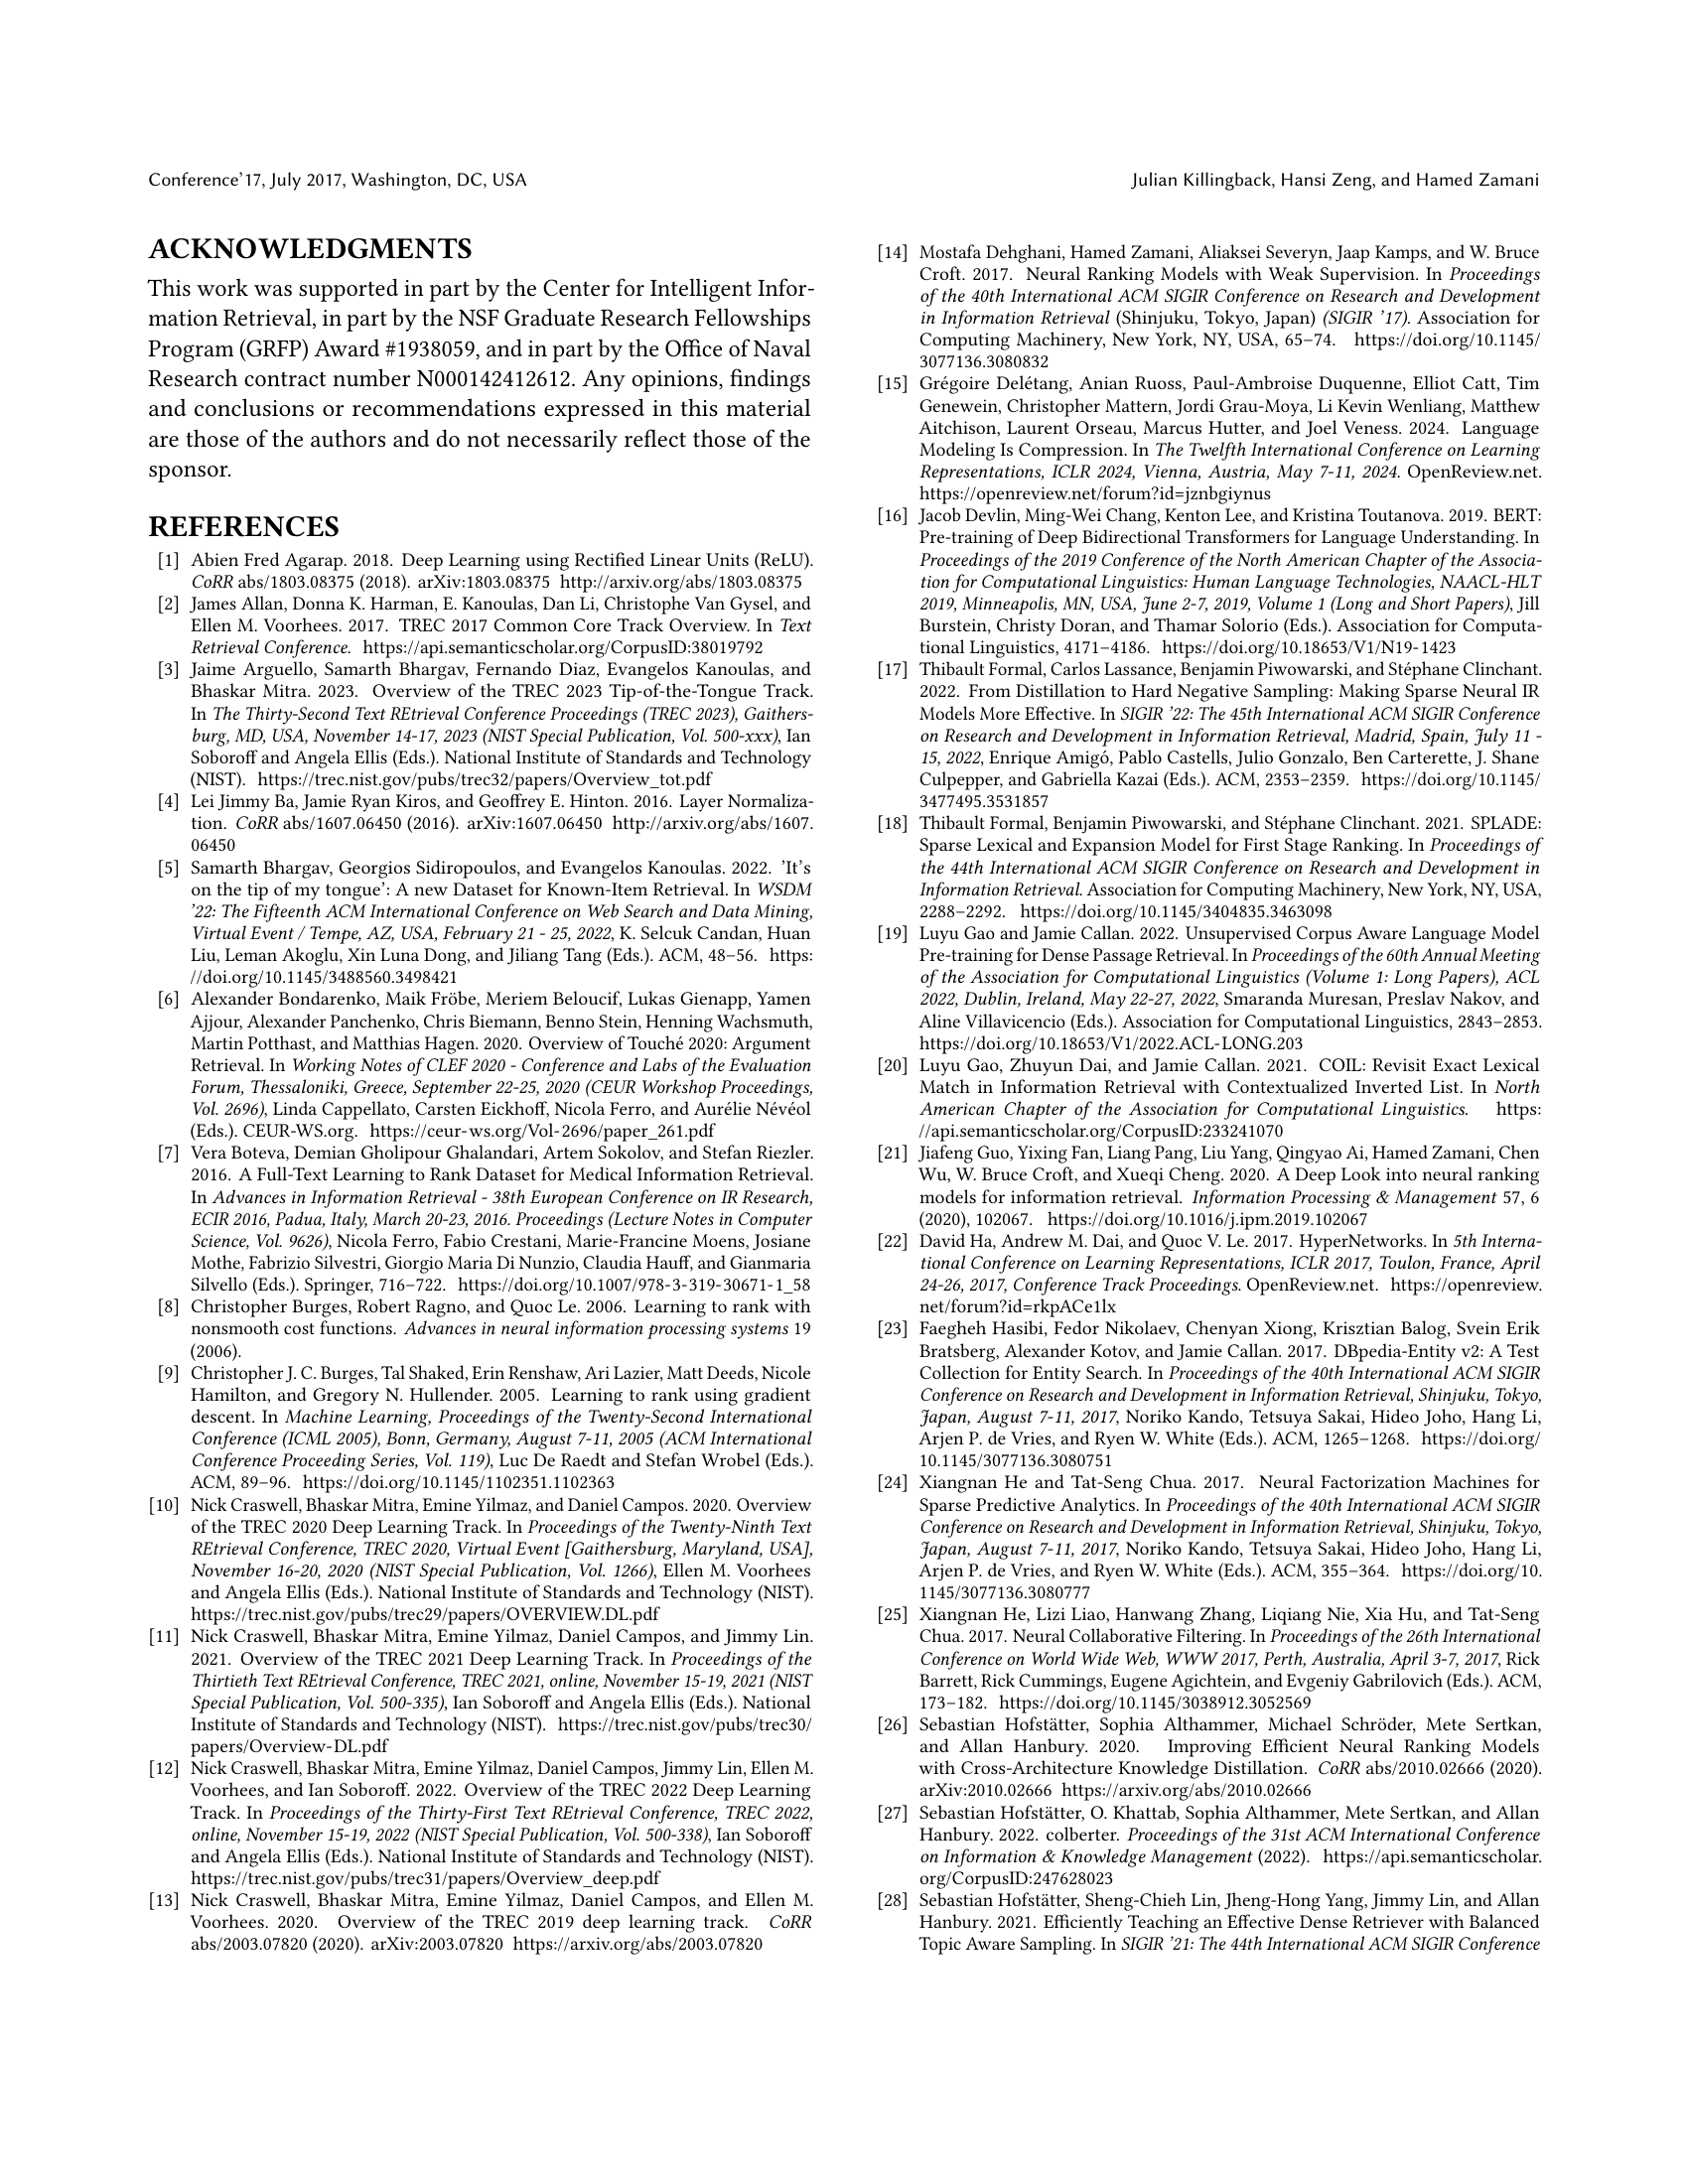 Conference'17, July 2017, Washington, DC, USA
Julian Killingback, Hansi Zeng, and Hamed Zamani
ACKNOWLEDGMENTS
This work was supported in part by the Center for Intelligent Infor-
mation Retrieval, in part by the NSF Graduate Research Fellowships
Program (GRFP) Award #1938059, and in part by the Office of Naval
Research contract number N000142412612. Any opinions, findings
and conclusions or recommendations expressed in this material
are those of the authors and do not necessarily reflect those of the
sponsor.
REFERENCES
[1] Abien Fred Agarap. 2018. Deep Learning using Rectified Linear Units (ReLU).
CoRR abs/1803.08375 (2018). arXiv:1803.08375 http://arxiv.org/abs/1803.08375
[2] James Allan, Donna K. Harman, E. Kanoulas, Dan Li, Christophe Van Gysel, and
Ellen M. Voorhees. 2017. TREC 2017 Common Core Track Overview. In Text
Retrieval Conference. https://api.semanticscholar.org/CorpusID:38019792
[3] Jaime Arguello, Samarth Bhargav, Fernando Diaz, Evangelos Kanoulas, and
Bhaskar Mitra. 2023. Overview of the TREC 2023 Tip-of-the-Tongue Track.
In The Thirty-Second Text REtrieval Conference Proceedings (TREC 2023), Gaithers-
burg, MD, USA, November 14-17, 2023 (NIST Special Publication, Vol. 500-xxx), Ian
Soboroff and Angela Ellis (Eds.). National Institute of Standards and Technology
(NIST). https://trec.nist.gov/pubs/trec32/papers/Overview_tot.pdf
[4] Lei Jimmy Ba, Jamie Ryan Kiros, and Geoffrey E. Hinton. 2016. Layer Normaliza-
tion. CoRR abs/1607.06450 (2016). arXiv:1607.06450 http://arxiv.org/abs/1607.
06450
[5] Samarth Bhargav, Georgios Sidiropoulos, and Evangelos Kanoulas. 2022. 'It's
on the tip of my tongue': A new Dataset for Known-Item Retrieval. In WSDM
'22: The Fifteenth ACM International Conference on Web Search and Data Mining,
Virtual Event / Tempe, AZ, USA, February 21 - 25, 2022, K. Selcuk Candan, Huan
Liu, Leman Akoglu, Xin Luna Dong, and Jiliang Tang (Eds.). ACM, 48–56. https:
//doi.org/10.1145/3488560.3498421
[6] Alexander Bondarenko, Maik Fröbe, Meriem Beloucif, Lukas Gienapp, Yamen
Ajjour, Alexander Panchenko, Chris Biemann, Benno Stein, Henning Wachsmuth,
Martin Potthast, and Matthias Hagen. 2020. Overview of Touché 2020: Argument
Retrieval. In Working Notes of CLEF 2020 - Conference and Labs of the Evaluation
Forum, Thessaloniki, Greece, September 22-25, 2020 (CEUR Workshop Proceedings,
Vol. 2696), Linda Cappellato, Carsten Eickhoff, Nicola Ferro, and Aurélie Névéol
(Eds.). CEUR-WS.org. https://ceur-ws.org/Vol-2696/paper_261.pdf
[7] Vera Boteva, Demian Gholipour Ghalandari, Artem Sokolov, and Stefan Riezler.
2016. A Full-Text Learning to Rank Dataset for Medical Information Retrieval.
In Advances in Information Retrieval - 38th European Conference on IR Research,
ECIR 2016, Padua, Italy, March 20-23, 2016. Proceedings (Lecture Notes in Computer
Science, Vol. 9626), Nicola Ferro, Fabio Crestani, Marie-Francine Moens, Josiane
Mothe, Fabrizio Silvestri, Giorgio Maria Di Nunzio, Claudia Hauff, and Gianmaria
Silvello (Eds.). Springer, 716–722. https://doi.org/10.1007/978-3-319-30671-1_58
[8] Christopher Burges, Robert Ragno, and Quoc Le. 2006. Learning to rank with
nonsmooth cost functions. Advances in neural information processing systems 19
(2006).
[9] Christopher J. C. Burges, Tal Shaked, Erin Renshaw, Ari Lazier, Matt Deeds, Nicole
Hamilton, and Gregory N. Hullender. 2005. Learning to rank using gradient
descent. In Machine Learning, Proceedings of the Twenty-Second International
Conference (ICML 2005), Bonn, Germany, August 7-11, 2005 (ACM International
Conference Proceeding Series, Vol. 119), Luc De Raedt and Stefan Wrobel (Eds.).
ACM, 89–96. https://doi.org/10.1145/1102351.1102363
[10] Nick Craswell, Bhaskar Mitra, Emine Yilmaz, and Daniel Campos. 2020. Overview
of the TREC 2020 Deep Learning Track. In Proceedings of the Twenty-Ninth Text
REtrieval Conference, TREC 2020, Virtual Event [Gaithersburg, Maryland, USA],
November 16-20, 2020 (NIST Special Publication, Vol. 1266), Ellen M. Voorhees
and Angela Ellis (Eds.). National Institute of Standards and Technology (NIST).
https://trec.nist.gov/pubs/trec29/papers/OVERVIEW.DL.pdf
[11] Nick Craswell, Bhaskar Mitra, Emine Yilmaz, Daniel Campos, and Jimmy Lin.
2021. Overview of the TREC 2021 Deep Learning Track. In Proceedings of the
Thirtieth Text REtrieval Conference, TREC 2021, online, November 15-19, 2021 (NIST
Special Publication, Vol. 500-335), Ian Soboroff and Angela Ellis (Eds.). National
Institute of Standards and Technology (NIST). https://trec.nist.gov/pubs/trec30/
papers/Overview-DL.pdf
[12] Nick Craswell, Bhaskar Mitra, Emine Yilmaz, Daniel Campos, Jimmy Lin, Ellen M.
Voorhees, and Ian Soboroff. 2022. Overview of the TREC 2022 Deep Learning
Track. In Proceedings of the Thirty-First Text REtrieval Conference, TREC 2022,
online, November 15-19, 2022 (NIST Special Publication, Vol. 500-338), Ian Soboroff
and Angela Ellis (Eds.). National Institute of Standards and Technology (NIST).
https://trec.nist.gov/pubs/trec31/papers/Overview_deep.pdf
[13] Nick Craswell, Bhaskar Mitra, Emine Yilmaz, Daniel Campos, and Ellen M.
Voorhees. 2020. Overview of the TREC 2019 deep learning track. CoRR
abs/2003.07820 (2020). arXiv:2003.07820 https://arxiv.org/abs/2003.07820
[14] Mostafa Dehghani, Hamed Zamani, Aliaksei Severyn, Jaap Kamps, and W. Bruce
Croft. 2017. Neural Ranking Models with Weak Supervision. In Proceedings
of the 40th International ACM SIGIR Conference on Research and Development
in Information Retrieval (Shinjuku, Tokyo, Japan) (SIGIR '17). Association for
Computing Machinery, New York, NY, USA, 65–74. https://doi.org/10.1145/
3077136.3080832
[15] Grégoire Delétang, Anian Ruoss, Paul-Ambroise Duquenne, Elliot Catt, Tim
Genewein, Christopher Mattern, Jordi Grau-Moya, Li Kevin Wenliang, Matthew
Aitchison, Laurent Orseau, Marcus Hutter, and Joel Veness. 2024. Language
Modeling Is Compression. In The Twelfth International Conference on Learning
Representations, ICLR 2024, Vienna, Austria, May 7-11, 2024. OpenReview.net.
https://openreview.net/forum?id=jznbgiynus
[16] Jacob Devlin, Ming-Wei Chang, Kenton Lee, and Kristina Toutanova. 2019. BERT:
Pre-training of Deep Bidirectional Transformers for Language Understanding. In
Proceedings of the 2019 Conference of the North American Chapter of the Associa-
tion for Computational Linguistics: Human Language Technologies, NAACL-HLT
2019, Minneapolis, MN, USA, June 2-7, 2019, Volume 1 (Long and Short Papers), Jill
Burstein, Christy Doran, and Thamar Solorio (Eds.). Association for Computa-
tional Linguistics, 4171–4186. https://doi.org/10.18653/V1/N19-1423
[17] Thibault Formal, Carlos Lassance, Benjamin Piwowarski, and Stéphane Clinchant.
2022. From Distillation to Hard Negative Sampling: Making Sparse Neural IR
Models More Effective. In SIGIR '22: The 45th International ACM SIGIR Conference
on Research and Development in Information Retrieval, Madrid, Spain, July 11 -
15, 2022, Enrique Amigó, Pablo Castells, Julio Gonzalo, Ben Carterette, J. Shane
Culpepper, and Gabriella Kazai (Eds.). ACM, 2353–2359. https://doi.org/10.1145/
3477495.3531857
[18] Thibault Formal, Benjamin Piwowarski, and Stéphane Clinchant. 2021. SPLADE:
Sparse Lexical and Expansion Model for First Stage Ranking. In Proceedings of
the 44th International ACM SIGIR Conference on Research and Development in
Information Retrieval. Association for Computing Machinery, New York, NY, USA,
2288–2292. https://doi.org/10.1145/3404835.3463098
[19] Luyu Gao and Jamie Callan. 2022. Unsupervised Corpus Aware Language Model
Pre-training for Dense Passage Retrieval. In Proceedings of the 60th Annual Meeting
of the Association for Computational Linguistics (Volume 1: Long Papers), ACL
2022, Dublin, Ireland, May 22-27, 2022, Smaranda Muresan, Preslav Nakov, and
Aline Villavicencio (Eds.). Association for Computational Linguistics, 2843–2853.
https://doi.org/10.18653/V1/2022.ACL-LONG.203
[20] Luyu Gao, Zhuyun Dai, and Jamie Callan. 2021. COIL: Revisit Exact Lexical
Match in Information Retrieval with Contextualized Inverted List. In North
American Chapter of the Association for Computational Linguistics. https:
//api.semanticscholar.org/CorpusID:233241070
[21] Jiafeng Guo, Yixing Fan, Liang Pang, Liu Yang, Qingyao Ai, Hamed Zamani, Chen
Wu, W. Bruce Croft, and Xueqi Cheng. 2020. A Deep Look into neural ranking
models for information retrieval. Information Processing & Management 57, 6
(2020), 102067. https://doi.org/10.1016/j.ipm.2019.102067
[22] David Ha, Andrew M. Dai, and Quoc V. Le. 2017. HyperNetworks. In 5th Interna-
tional Conference on Learning Representations, ICLR 2017, Toulon, France, April
24-26, 2017, Conference Track Proceedings. OpenReview.net. https://openreview.
net/forum?id=rkpACe1lx
[23] Faegheh Hasibi, Fedor Nikolaev, Chenyan Xiong, Krisztian Balog, Svein Erik
Bratsberg, Alexander Kotov, and Jamie Callan. 2017. DBpedia-Entity v2: A Test
Collection for Entity Search. In Proceedings of the 40th International ACM SIGIR
Conference on Research and Development in Information Retrieval, Shinjuku, Tokyo,
Japan, August 7-11, 2017, Noriko Kando, Tetsuya Sakai, Hideo Joho, Hang Li,
Arjen P. de Vries, and Ryen W. White (Eds.). ACM, 1265–1268. https://doi.org/
10.1145/3077136.3080751
[24] Xiangnan He and Tat-Seng Chua. 2017. Neural Factorization Machines for
Sparse Predictive Analytics. In Proceedings of the 40th International ACM SIGIR
Conference on Research and Development in Information Retrieval, Shinjuku, Tokyo,
Japan, August 7-11, 2017, Noriko Kando, Tetsuya Sakai, Hideo Joho, Hang Li,
Arjen P. de Vries, and Ryen W. White (Eds.). ACM, 355–364. https://doi.org/10.
1145/3077136.3080777
[25] Xiangnan He, Lizi Liao, Hanwang Zhang, Liqiang Nie, Xia Hu, and Tat-Seng
Chua. 2017. Neural Collaborative Filtering. In Proceedings of the 26th International
Conference on World Wide Web, WWW 2017, Perth, Australia, April 3-7, 2017, Rick
Barrett, Rick Cummings, Eugene Agichtein, and Evgeniy Gabrilovich (Eds.). ACM,
173–182. https://doi.org/10.1145/3038912.3052569
[26] Sebastian Hofstätter, Sophia Althammer, Michael Schröder, Mete Sertkan,
and Allan Hanbury. 2020. Improving Efficient Neural Ranking Models
with Cross-Architecture Knowledge Distillation. CoRR abs/2010.02666 (2020).
arXiv:2010.02666 https://arxiv.org/abs/2010.02666
[27] Sebastian Hofstätter, O. Khattab, Sophia Althammer, Mete Sertkan, and Allan
Hanbury. 2022. colberter. Proceedings of the 31st ACM International Conference
on Information & Knowledge Management (2022). https://api.semanticscholar.
org/CorpusID:247628023
[28] Sebastian Hofstätter, Sheng-Chieh Lin, Jheng-Hong Yang, Jimmy Lin, and Allan
Hanbury. 2021. Efficiently Teaching an Effective Dense Retriever with Balanced
Topic Aware Sampling. In SIGIR '21: The 44th International ACM SIGIR Conference